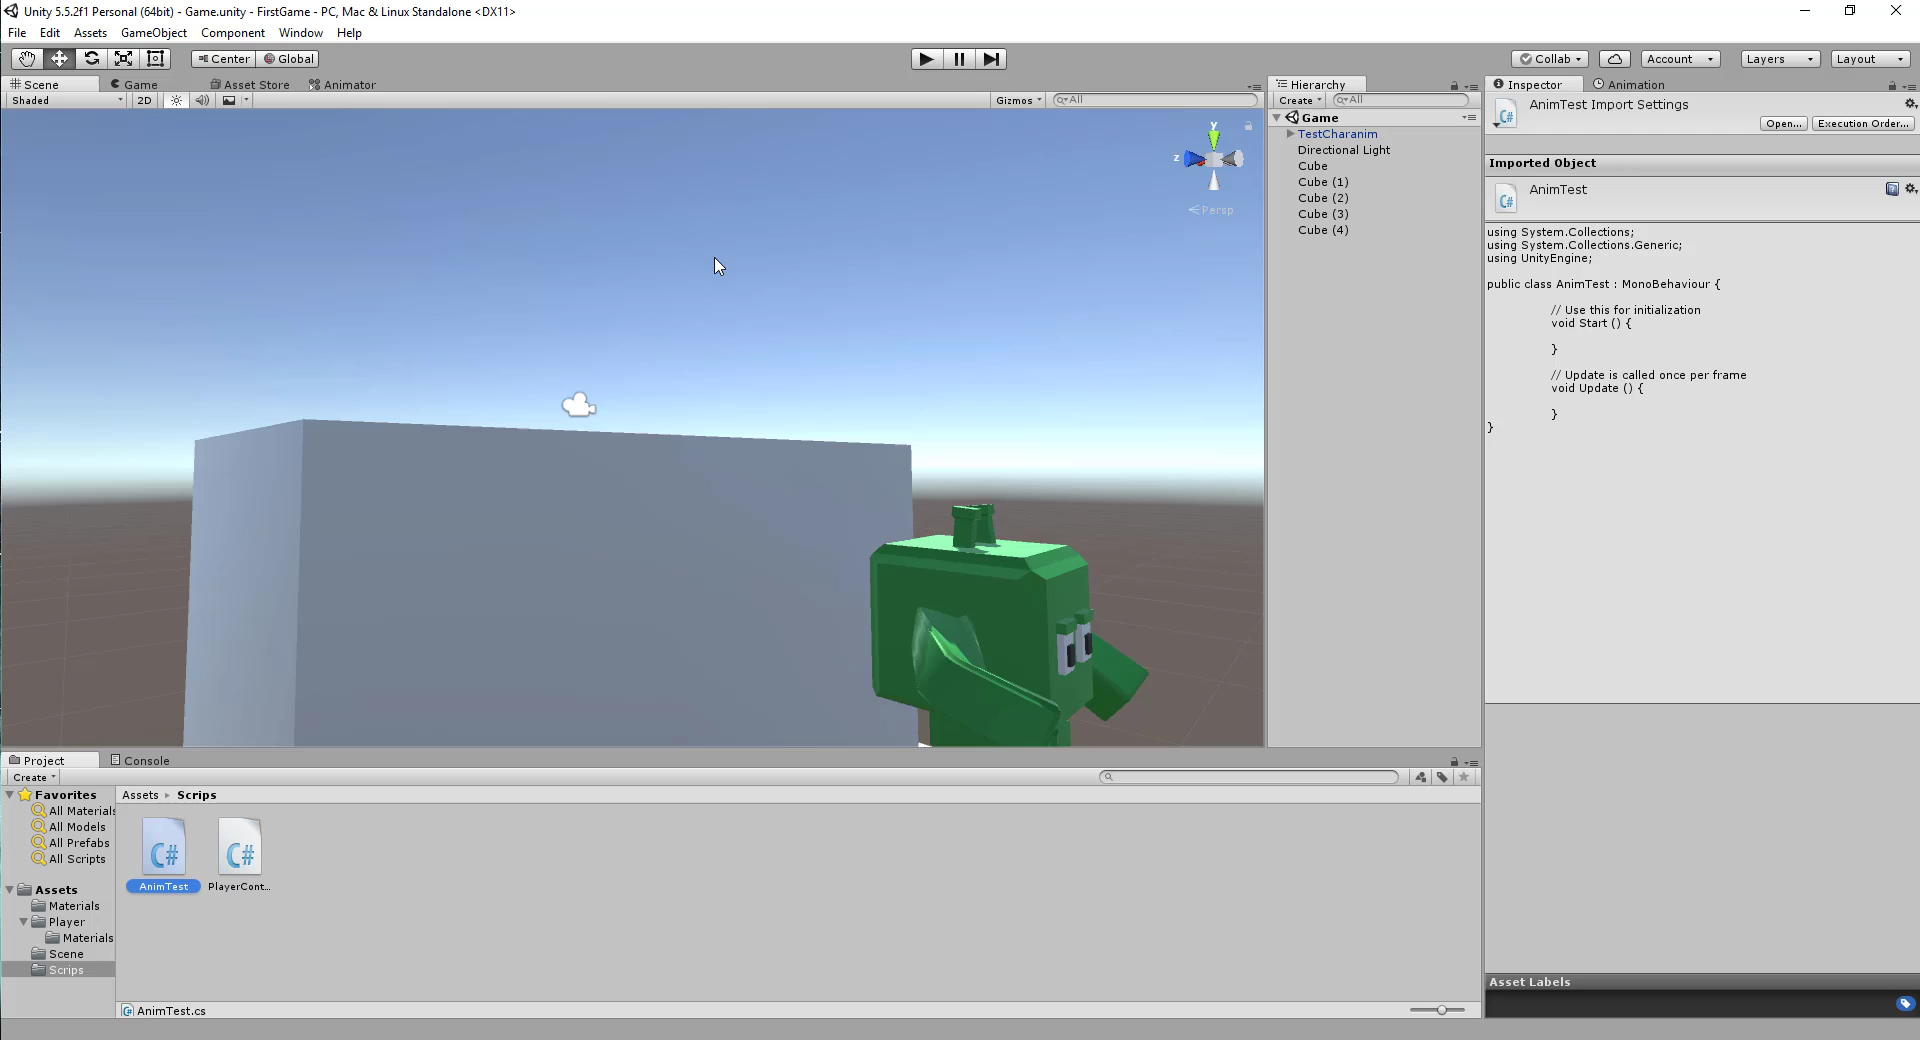 Unity 5.5.2f1 Personal (64bit) - Game.unity - FirstGame - PC, Mac & Linux Standalone <DX11>
File Edit Assets GameObject Component Window Help
Center Global Collab Account Layers Layout
Scene Game Asset Store Animator
Shaded 2D Gizmos All
y
z
Persp
Hierarchy
Create All
Game
TestCharanim
Directional Light
Cube
Cube (1)
Cube (2)
Cube (3)
Cube (4)
Inspector Animation
AnimTest Import Settings
C#
Open... Execution Order...
Imported Object
AnimTest
C#
using System.Collections;
using System.Collections.Generic;
using UnityEngine;
public class AnimTest : MonoBehaviour {
// Use this for initialization
void Start () {
}
// Update is called once per frame
void Update () {
}
}
Project Console
Create
Favorites
All Materials
All Models
All Prefabs
All Scripts
Assets
Materials
Player
Materials
Scene
Scrips
Assets Scrips
C# C#
AnimTest PlayerCont...
AnimTest.cs
Asset Labels